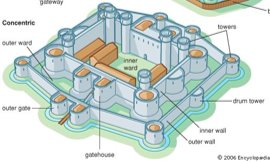 gateway
Concentric
towers
outer ward
inner
ward
drum tower
outer gate
inner wall
outer wall
gatehouse
© 2006 Encyclopædia